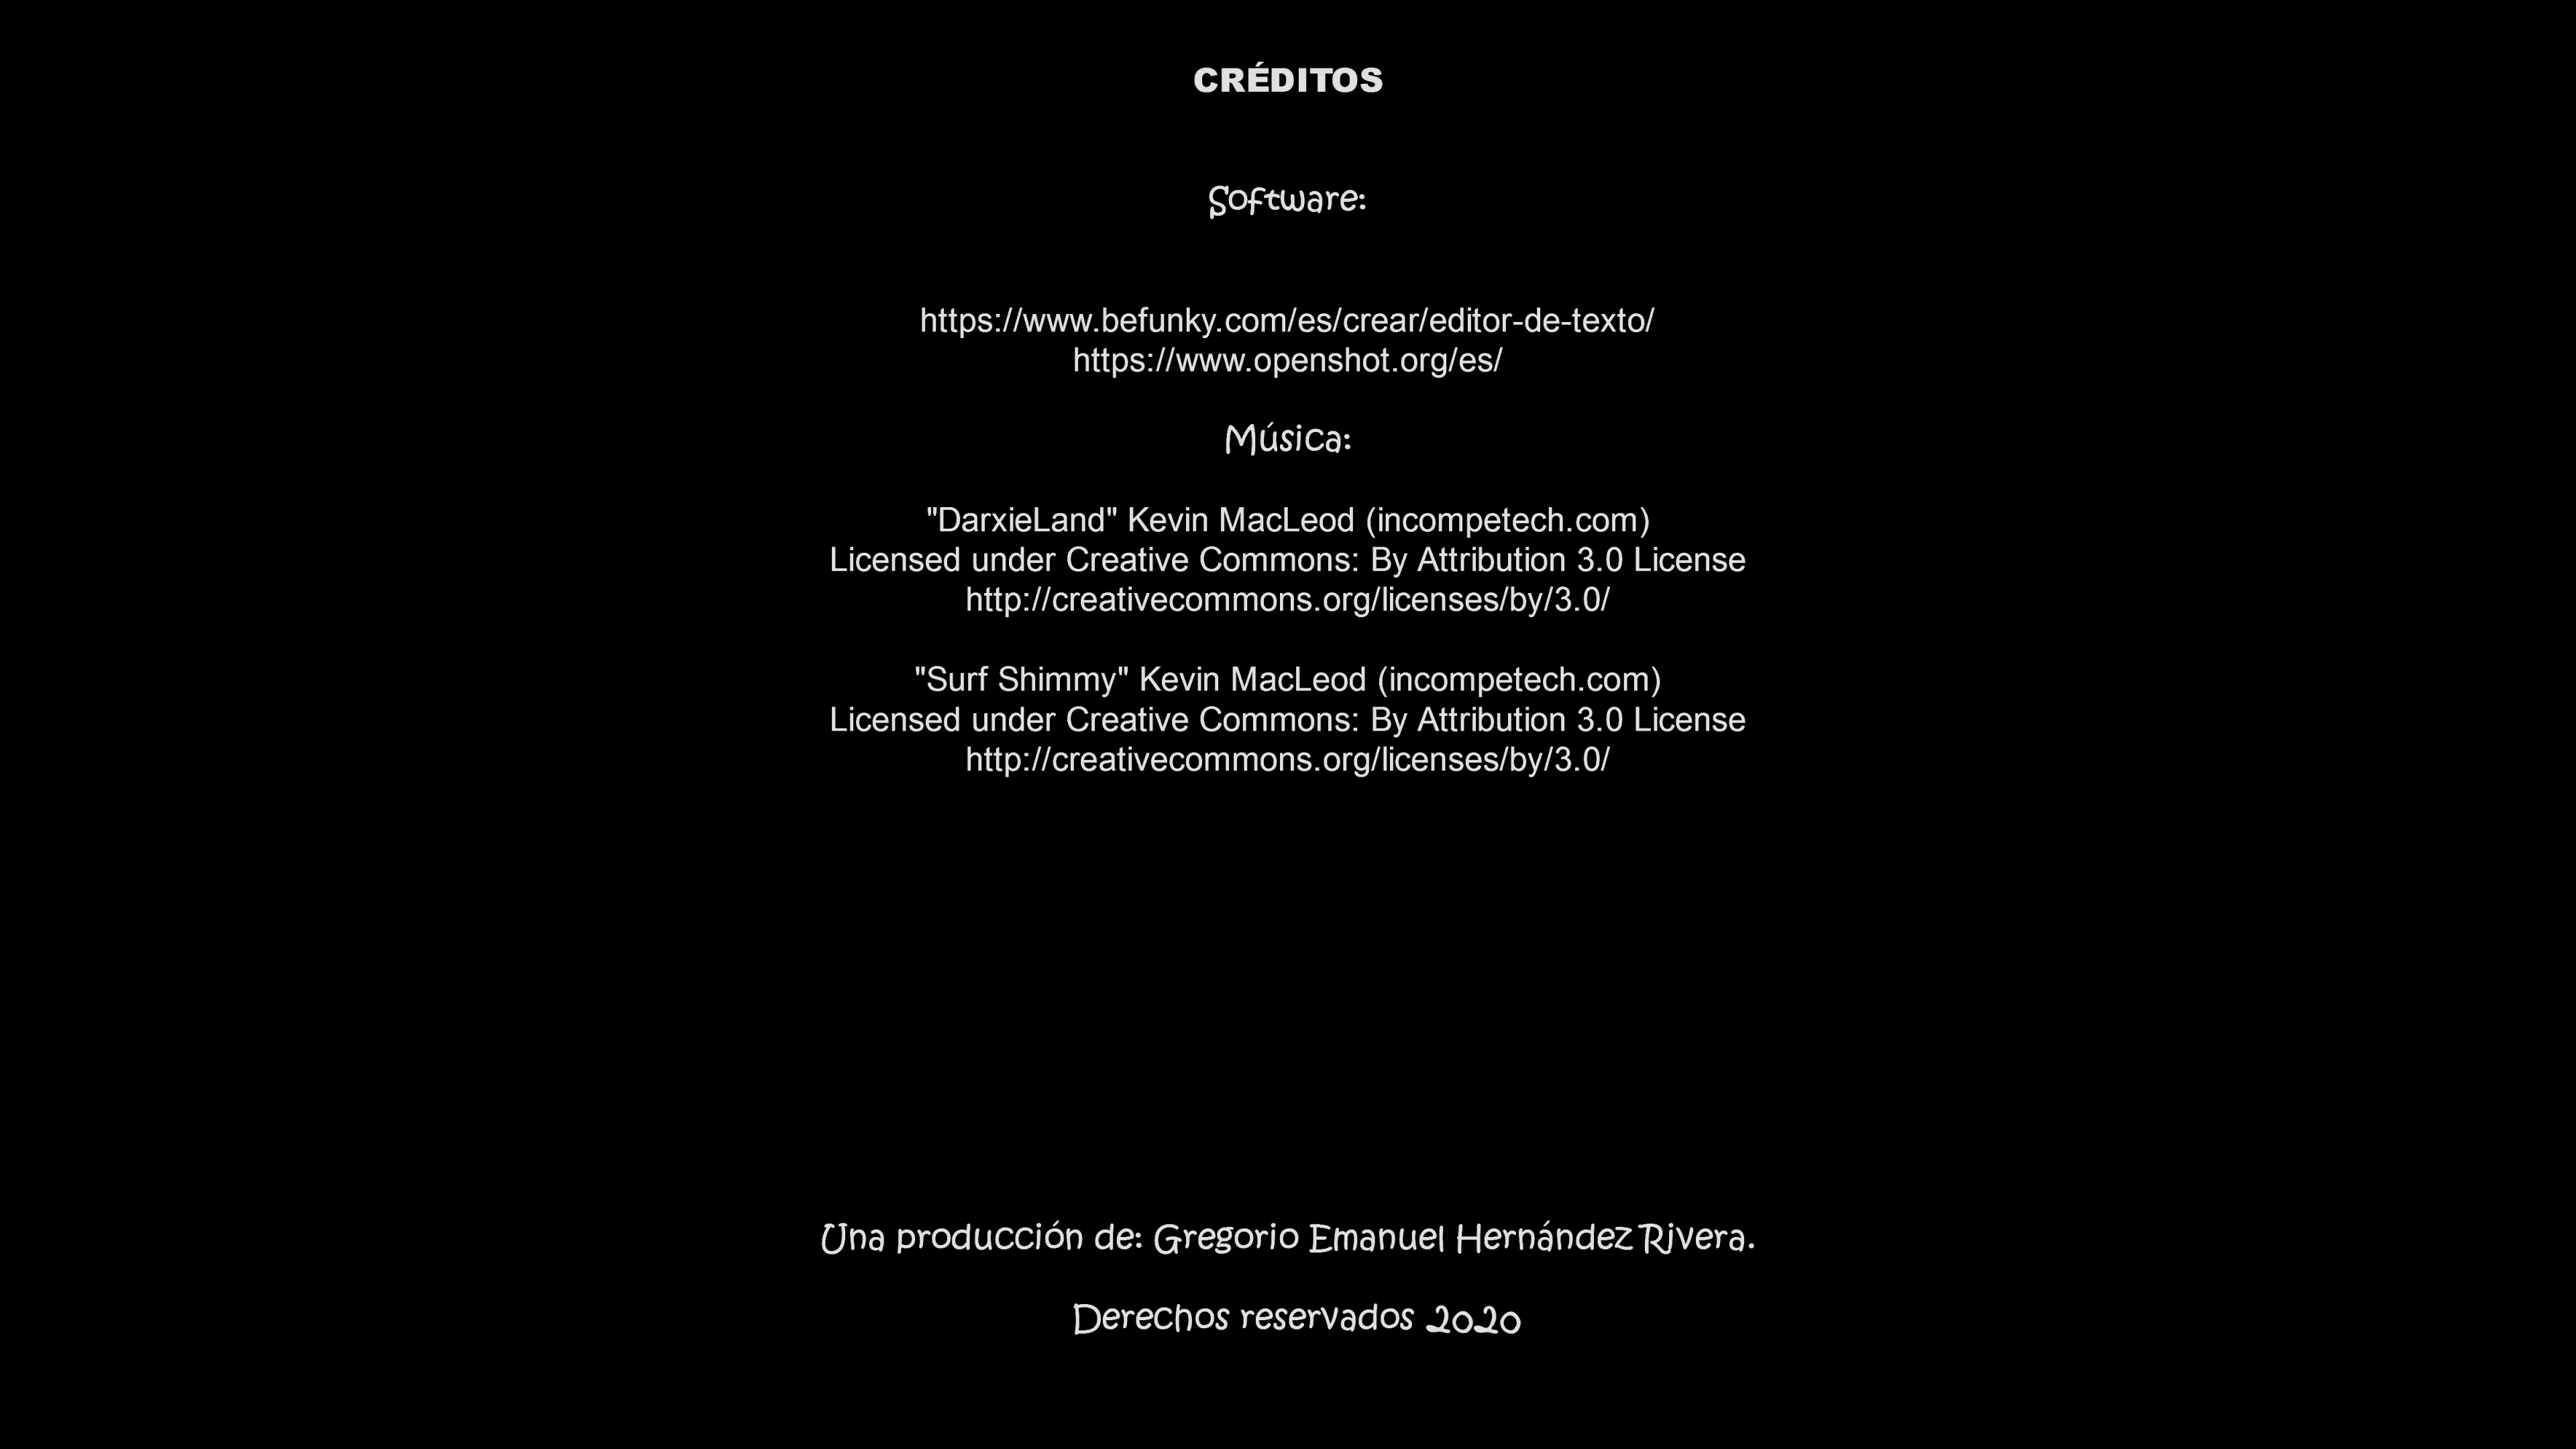 CRÉDITOS
Software:
https://www.befunky.com/es/crear/editor-de-texto/
https://www.openshot.org/es/
Música:
"DarxieLand" Kevin MacLeod (incompetech.com)
Licensed under Creative Commons: By Attribution 3.0 License
http://creativecommons.org/licenses/by/3.0/
"Surf Shimmy" Kevin MacLeod (incompetech.com)
Licensed under Creative Commons: By Attribution 3.0 License
http://creativecommons.org/licenses/by/3.0/
Una producción de: Gregorio Emanuel Hernández Rivera.
Derechos reservados 2020